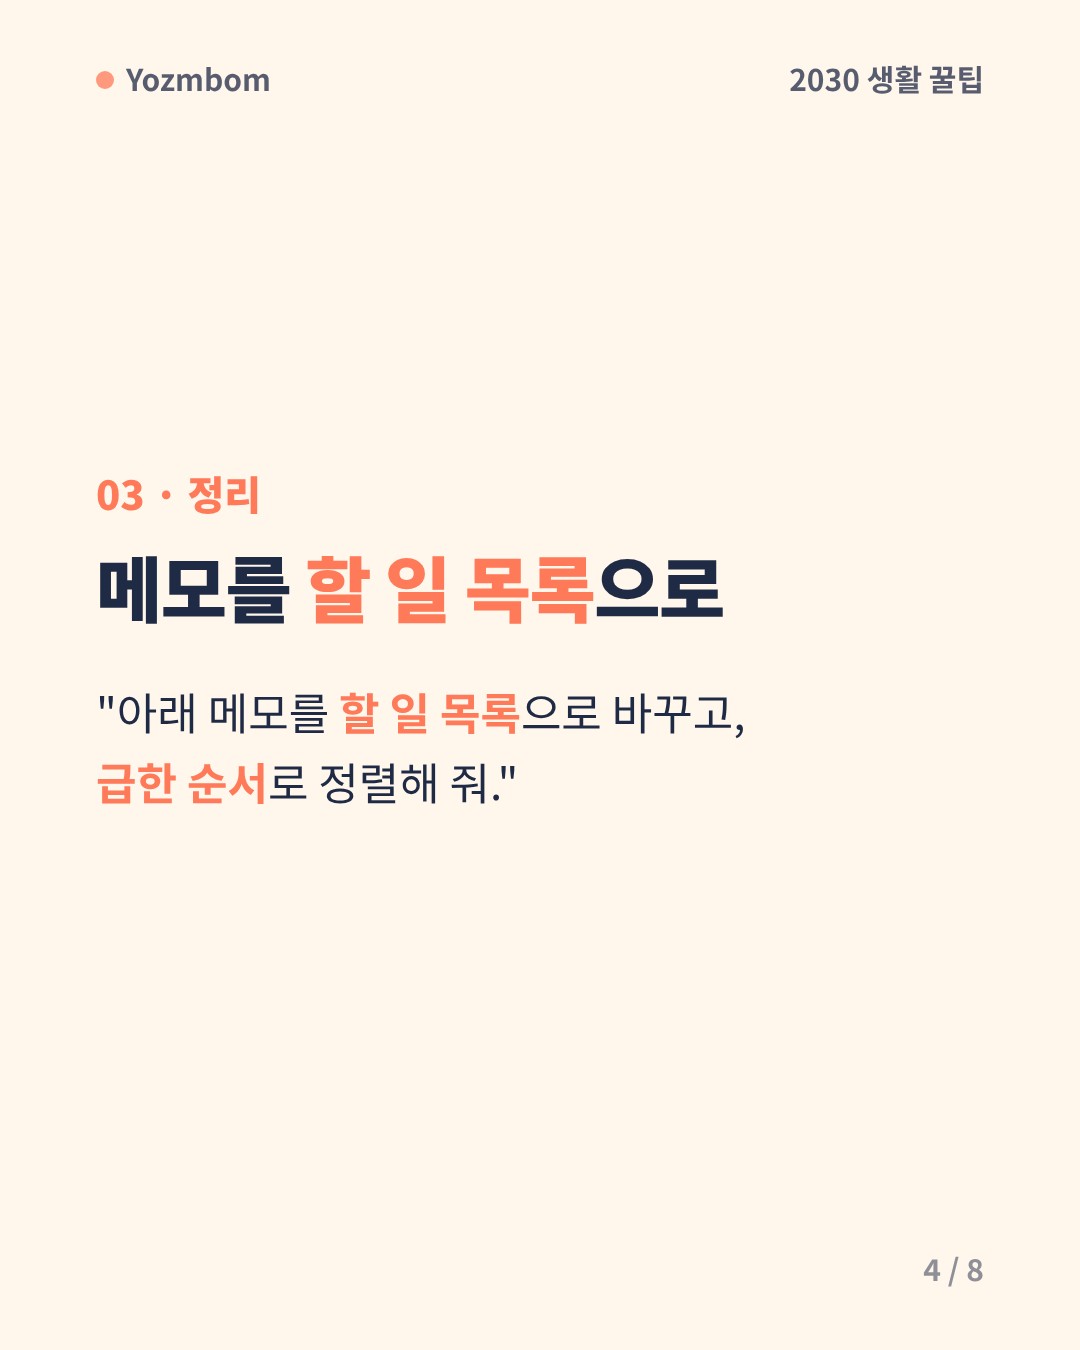 Yozmbom
2030 생활 꿀팁
03 · 정리
메모를 할 일 목록으로
"아래 메모를 할 일 목록으로 바꾸고,
급한 순서로 정렬해 줘."
4 / 8